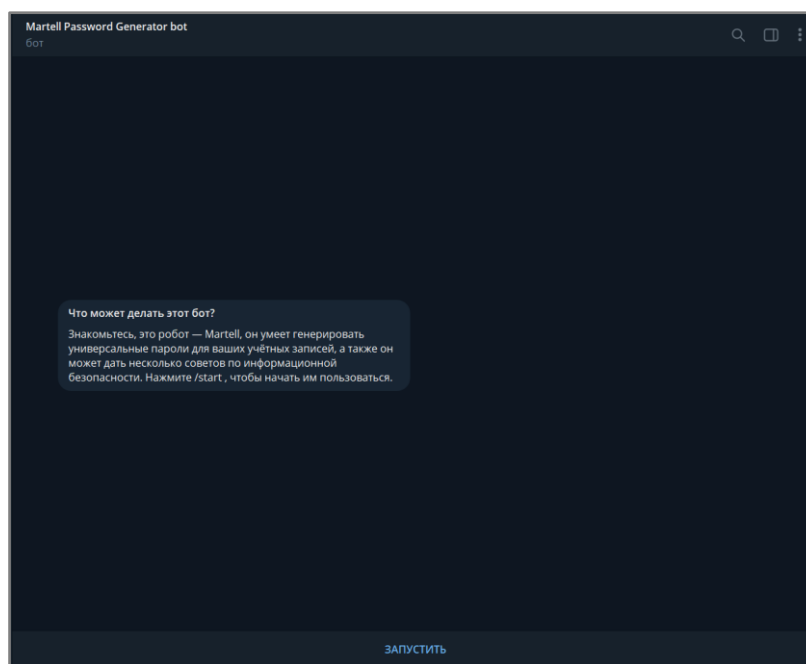 Martell Password Generator bot
бот
Что может делать этот бот?
Знакомьтесь, это робот — Martell, он умеет генерировать
универсальные пароли для ваших учётных записей, а также он
может дать несколько советов по информационной
безопасности. Нажмите /start , чтобы начать им пользоваться.
ЗАПУСТИТЬ